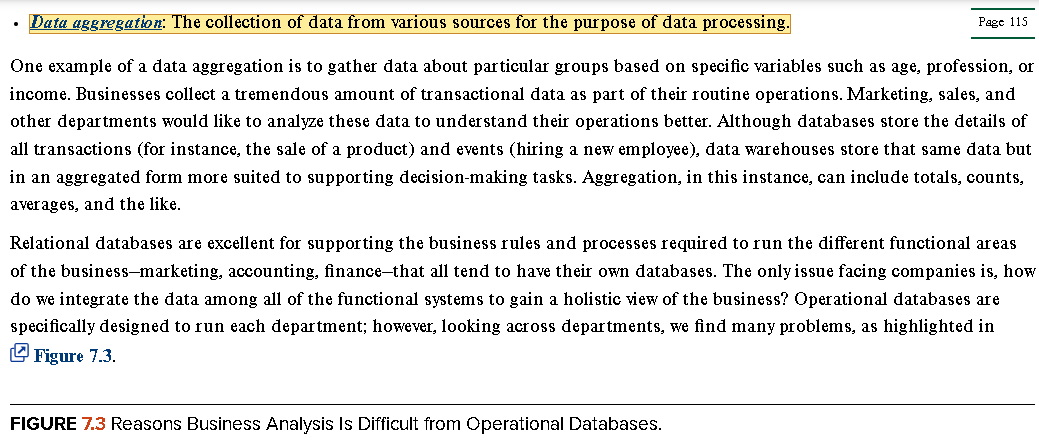 • Data aggregation: The collection of data from various sources for the purpose of data processing.
Page 115
One example of a data aggregation is to gather data about particular groups based on specific variables such as age, profession, or
income. Businesses collect a tremendous amount of transactional data as part of their routine operations. Marketing, sales, and
other departments would like to analyze these data to understand their operations better. Although databases store the details of
all transactions (for instance, the sale of a product) and events (hiring a new employee), data warehouses store that same data but
in an aggregated form more suited to supporting decision-making tasks. Aggregation, in this instance, can include totals, counts,
averages, and the like.
Relational databases are excellent for supporting the business rules and processes required to run the different functional areas
of the business—marketing, accounting, finance—that all tend to have their own databases. The only issue facing companies is, how
do we integrate the data among all of the functional systems to gain a holistic view of the business? Operational databases are
specifically designed to run each department; however, looking across departments, we find many problems, as highlighted in
Figure 7.3.
FIGURE 7.3 Reasons Business Analysis Is Difficult from Operational Databases.